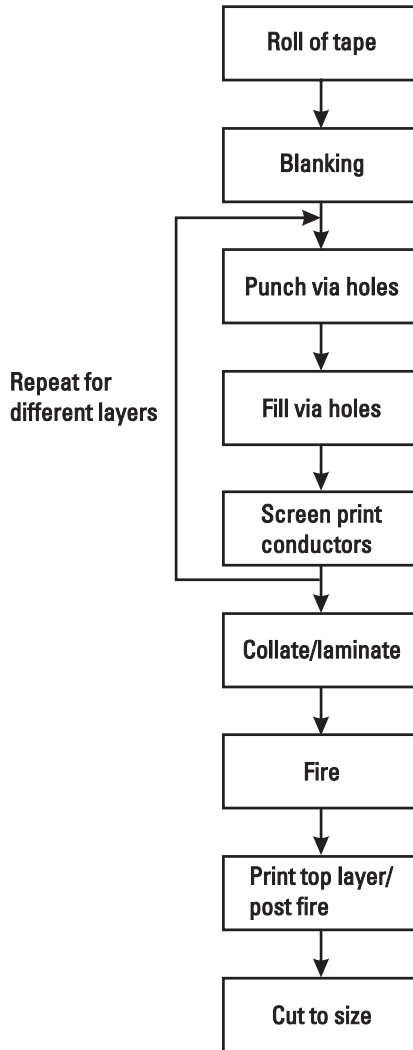 Roll of tape
Blanking
Punch via holes
Repeat for
different layers
Fill via holes
Screen print
conductors
Collate/laminate
Fire
Print top layer/
post fire
Cut to size